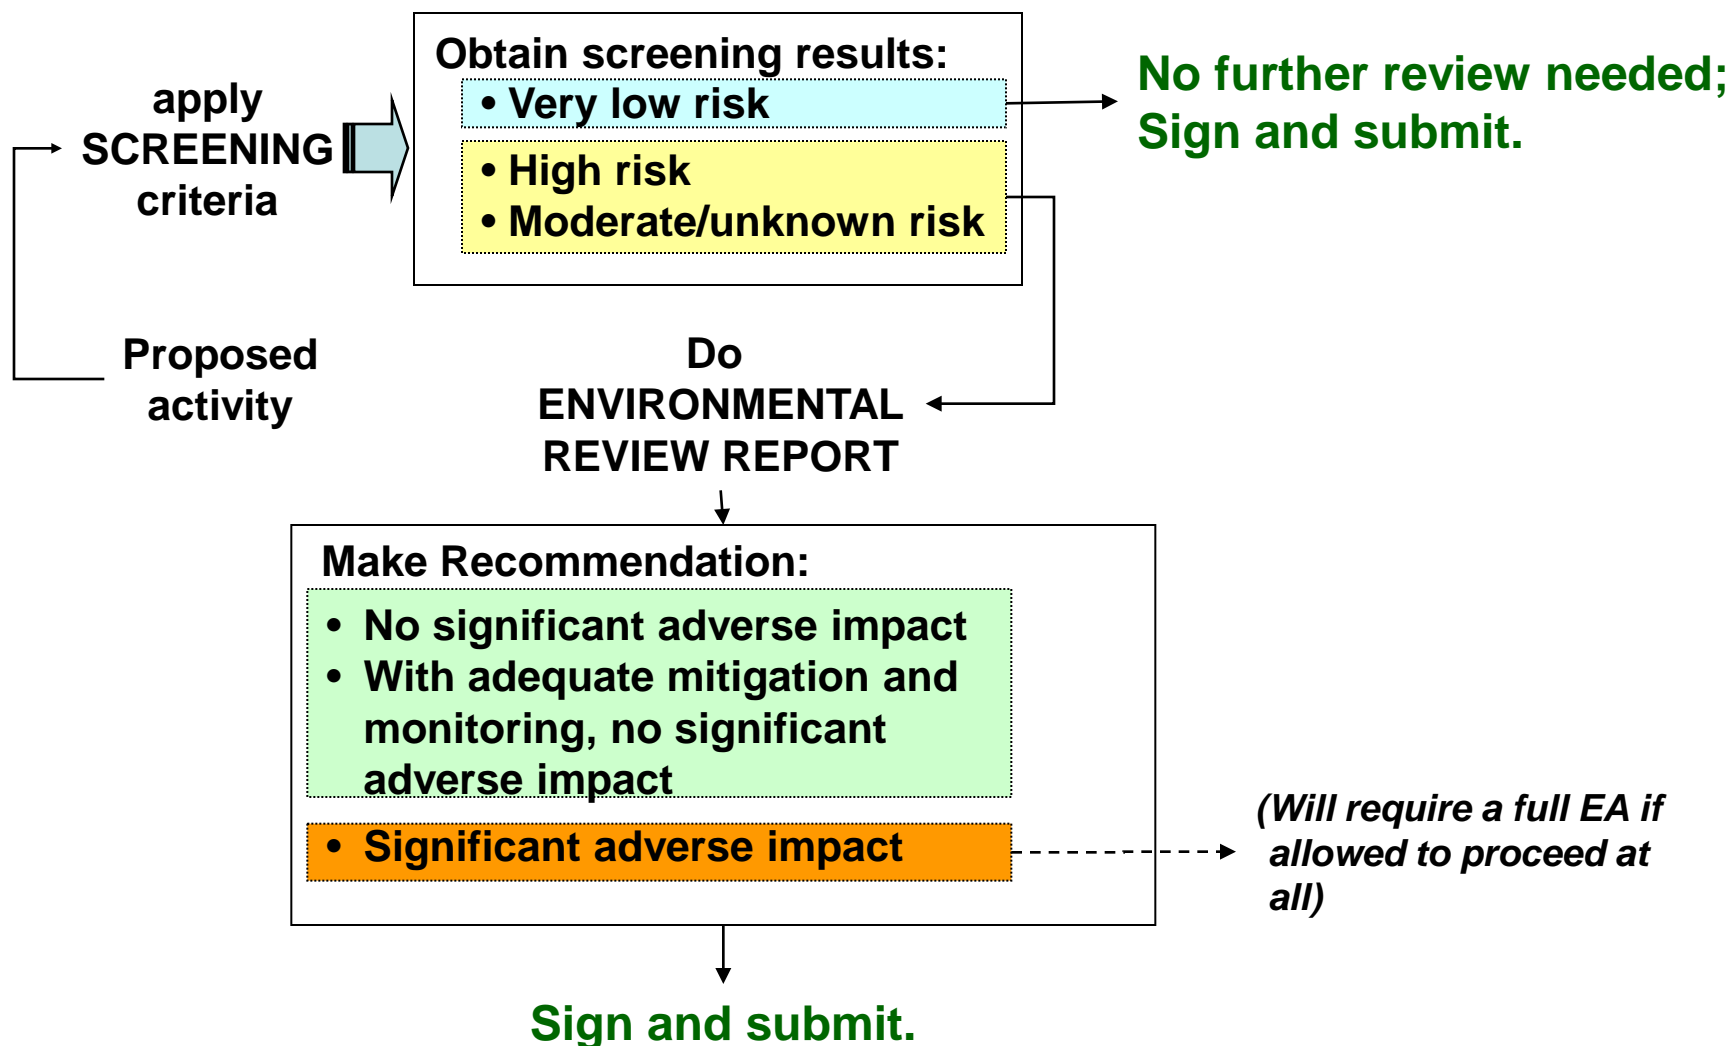 Proposed
activity
apply
SCREENING
criteria
Obtain screening results:
• Very low risk
• High risk
• Moderate/unknown risk
No further review needed;
Sign and submit.
Do
ENVIRONMENTAL
REVIEW REPORT
Make Recommendation:
• No significant adverse impact
• With adequate mitigation and
monitoring, no significant
adverse impact
• Significant adverse impact
(Will require a full EA if
allowed to proceed at
all)
Sign and submit.